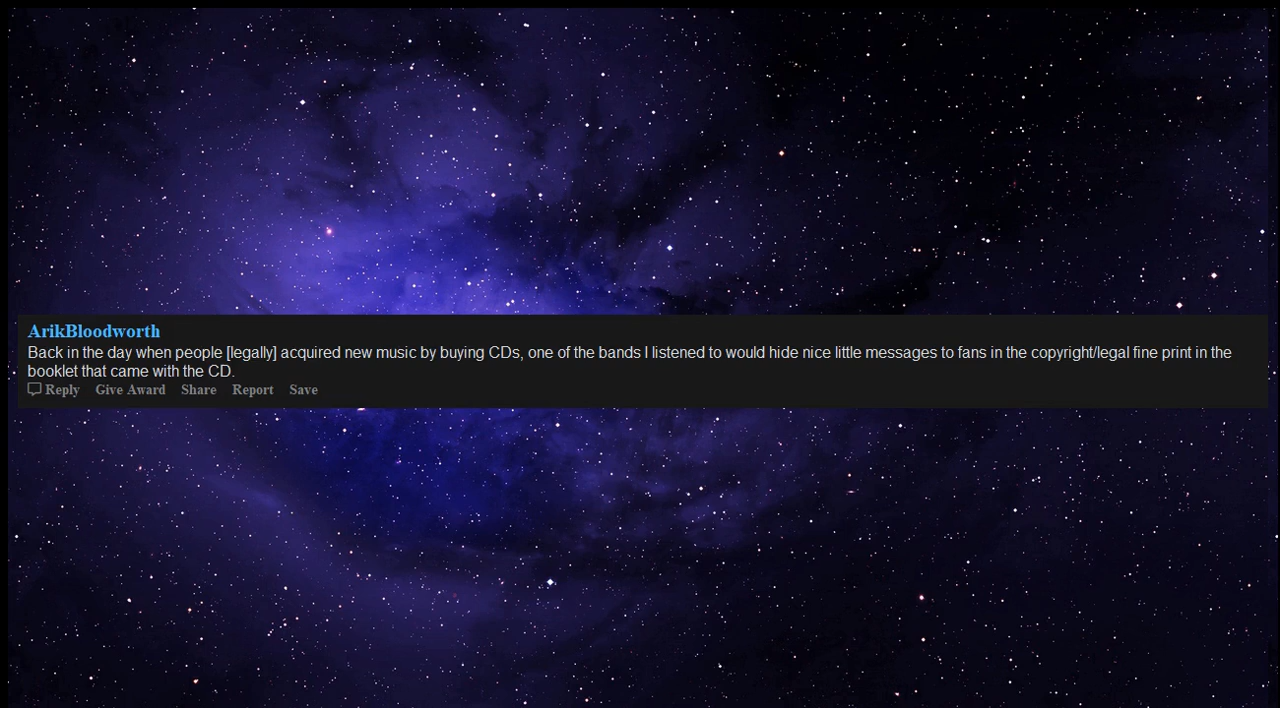 ArikBloodworth
Back in the day when people [legally] acquired new music by buying CDs, one of the bands I listened to would hide nice little messages to fans in the copyright/legal fine print in the
booklet that came with the CD.
Reply Give Award Share Report Save